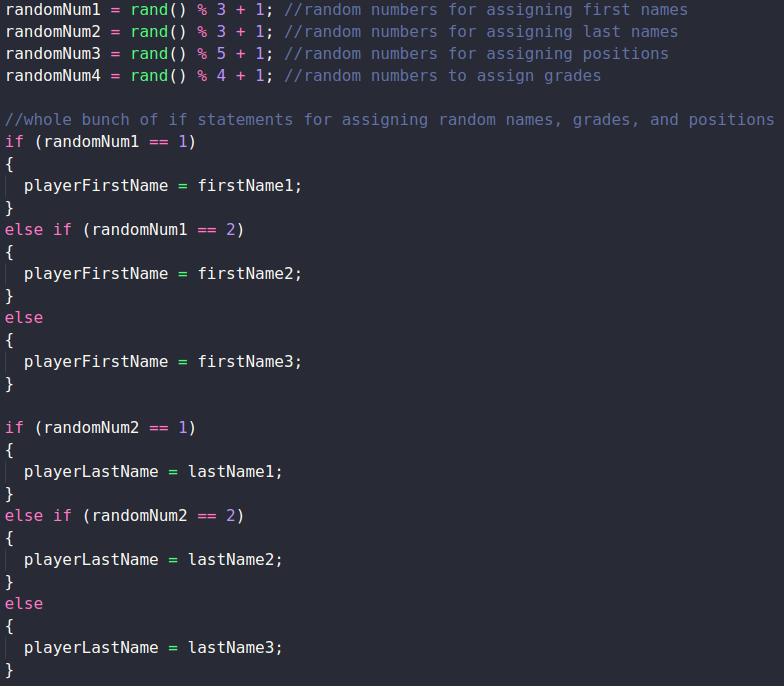 randomNum1 = rand() % 3 + 1; //random numbers for assigning first names
randomNum2 = rand() % 3 + 1; //random numbers for assigning last names
randomNum3 = rand() % 5 + 1; //random numbers for assigning positions
randomNum4 = rand() % 4 + 1; //random numbers to assign grades

//whole bunch of if statements for assigning random names, grades, and positions
if (randomNum1 == 1)
{
  playerFirstName = firstName1;
}
else if (randomNum1 == 2)
{
  playerFirstName = firstName2;
}
else
{
  playerFirstName = firstName3;
}

if (randomNum2 == 1)
{
  playerLastName = lastName1;
}
else if (randomNum2 == 2)
{
  playerLastName = lastName2;
}
else
{
  playerLastName = lastName3;
}